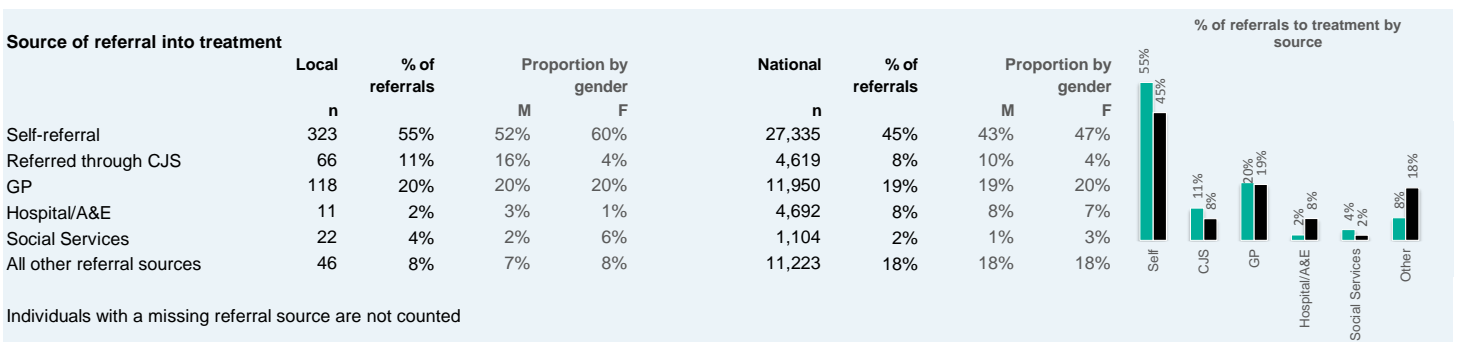 Source of referral into treatment
Local % of Proportion by National % of Proportion by
referrals gender referrals gender
n M F n M F
Self-referral 323 55% 52% 60% 27,335 45% 43% 47%
Referred through CJS 66 11% 16% 4% 4,619 8% 10% 4%
GP 118 20% 20% 20% 11,950 19% 19% 20%
Hospital/A&E 11 2% 3% 1% 4,692 8% 8% 7%
Social Services 22 4% 2% 6% 1,104 2% 1% 3%
All other referral sources 46 8% 7% 8% 11,223 18% 18% 18%
Individuals with a missing referral source are not counted
% of referrals to treatment by
source
55% 45% 11% 8% 20% 19% 2% 8% 4% 2% 8% 18%
Self CJS GP Hospital/A&E Social Services Other